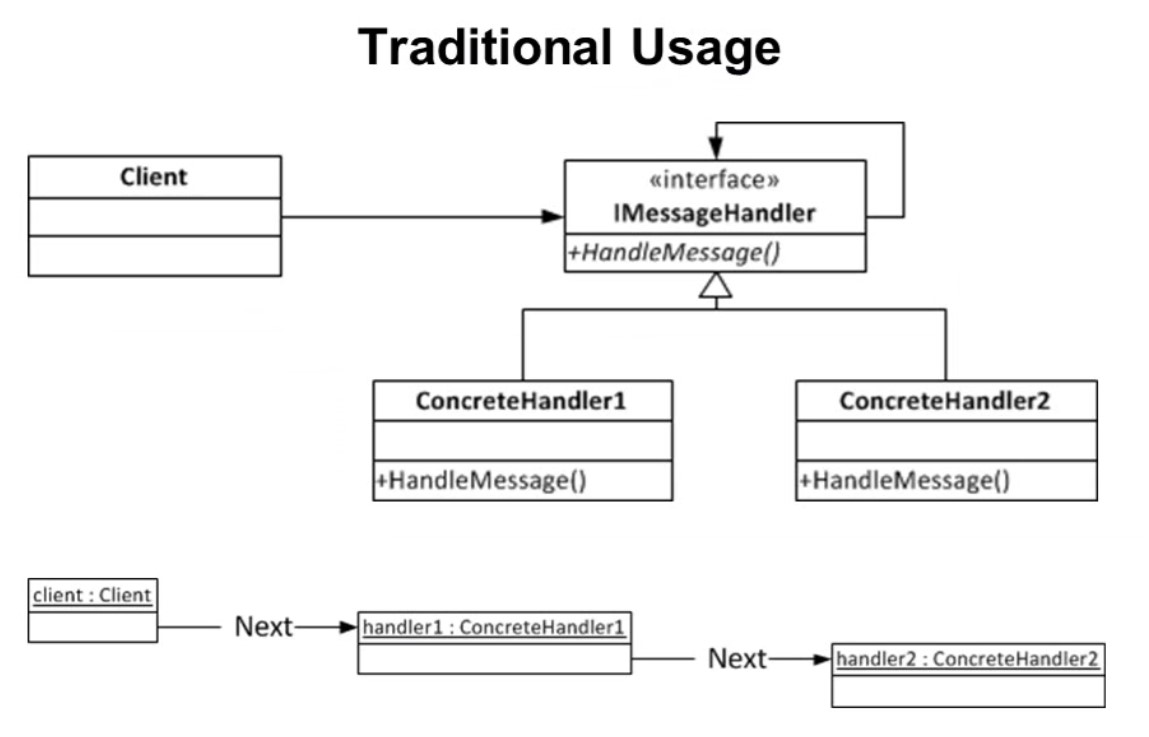 Traditional Usage
Client
«interface»
IMessageHandler
+HandleMessage()
ConcreteHandler1
+HandleMessage()
ConcreteHandler2
+HandleMessage()
client : Client
Next
handler1 : ConcreteHandler1
Next
handler2 : ConcreteHandler2